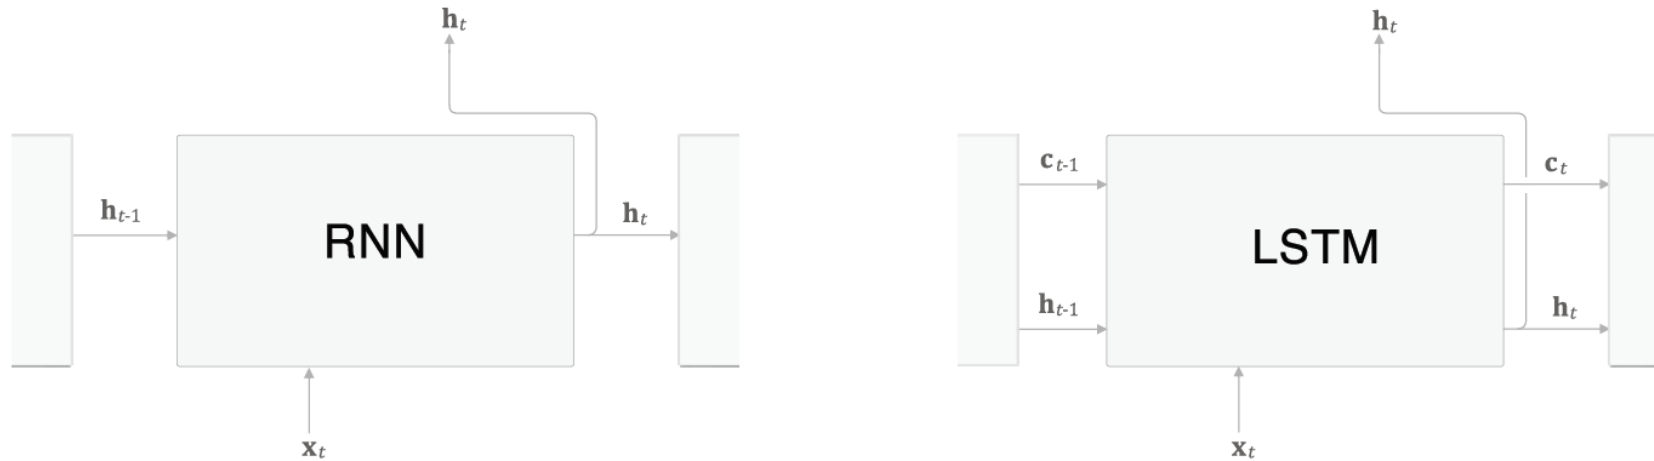 h_t
h_{t-1}
RNN
h_t
x_t
h_t
c_{t-1}
c_t
LSTM
h_{t-1}
h_t
x_t